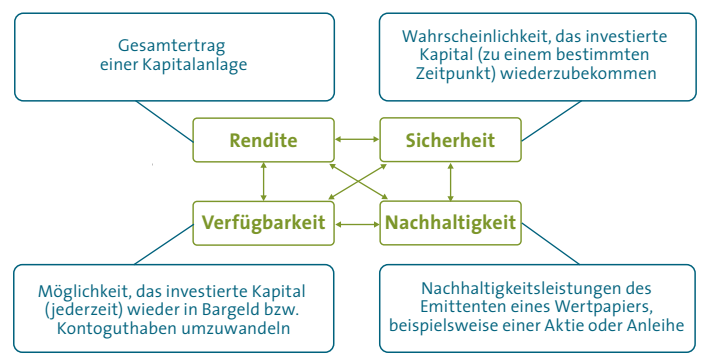 Gesamtertrag
einer Kapitalanlage
Wahrscheinlichkeit, das investierte
Kapital (zu einem bestimmten
Zeitpunkt) wiederzubekommen
Rendite
Sicherheit
Verfügbarkeit
Nachhaltigkeit
Möglichkeit, das investierte Kapital
(jederzeit) wieder in Bargeld bzw.
Kontoguthaben umzuwandeln
Nachhaltigkeitsleistungen des
Emittenten eines Wertpapiers,
beispielsweise einer Aktie oder Anleihe